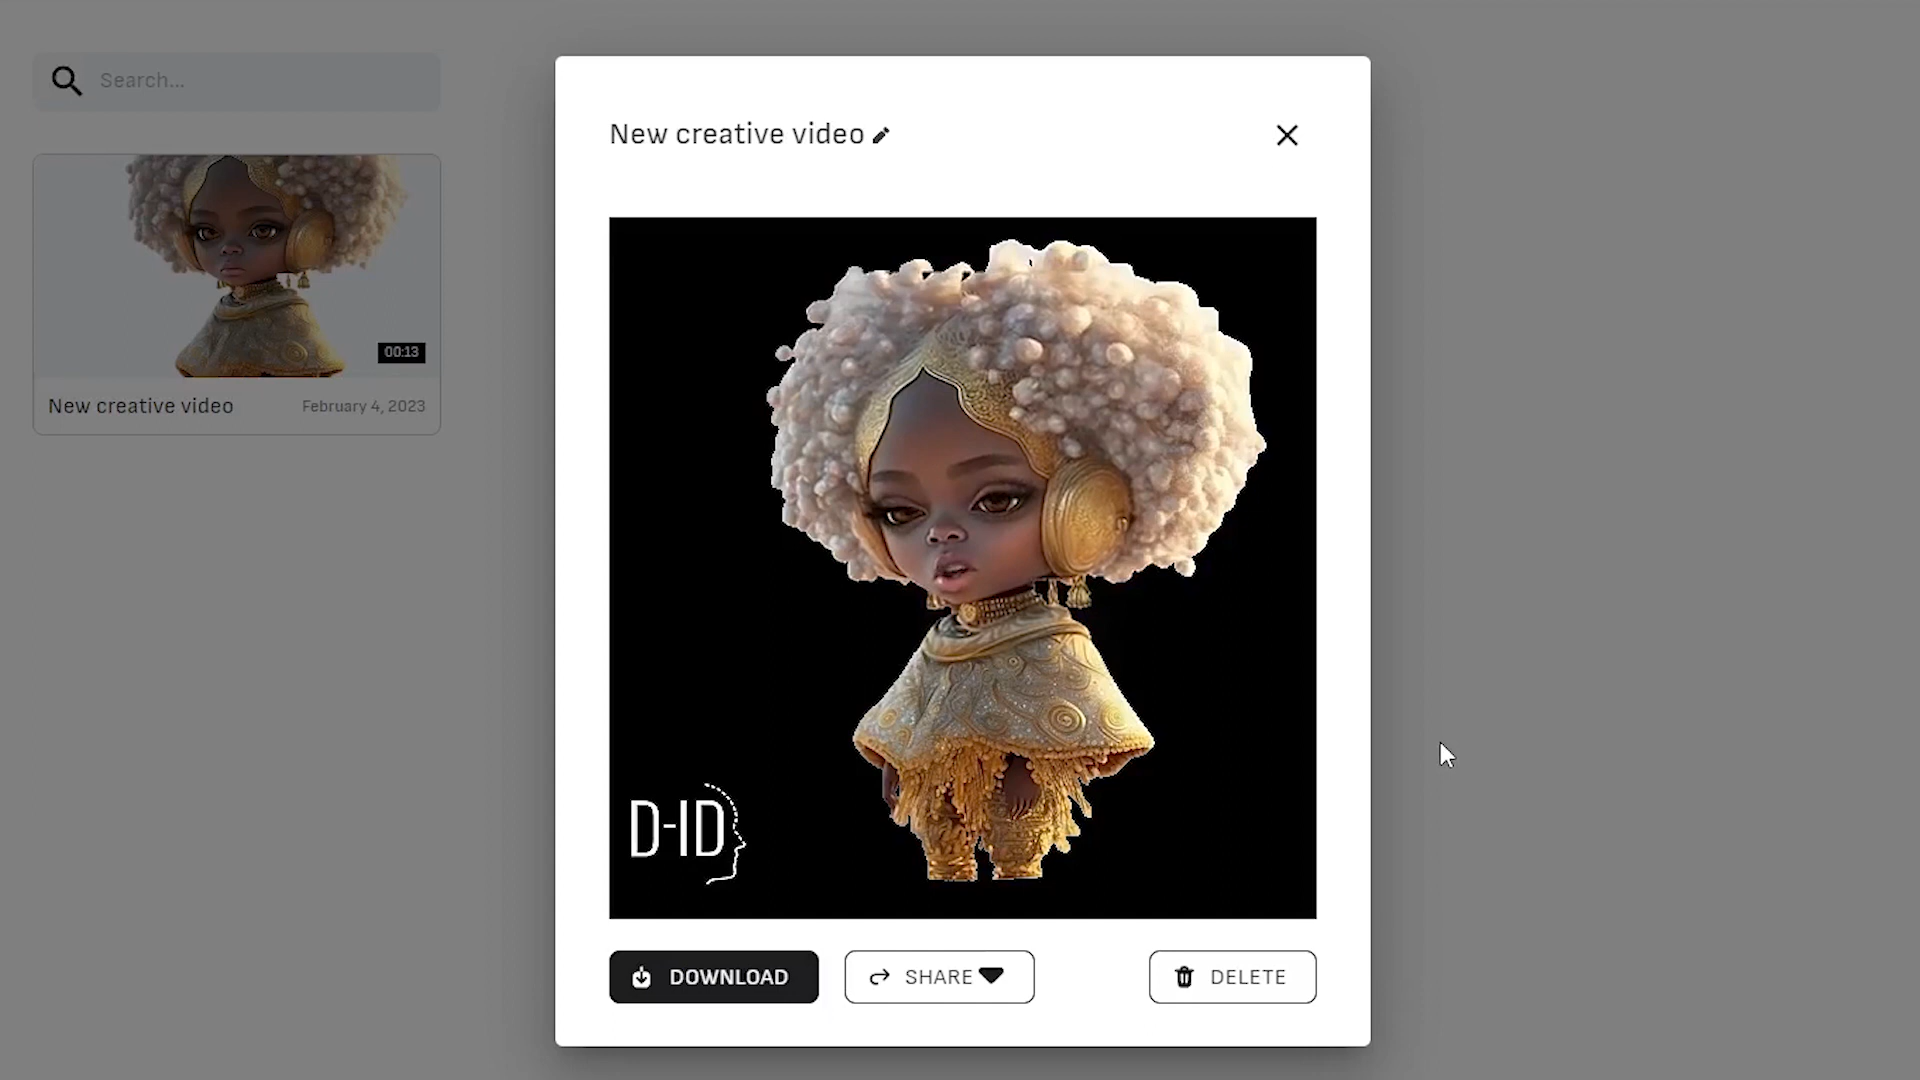 Search...
00:13
New creative video
February 4, 2023
New creative video
D-ID
DOWNLOAD
SHARE
DELETE